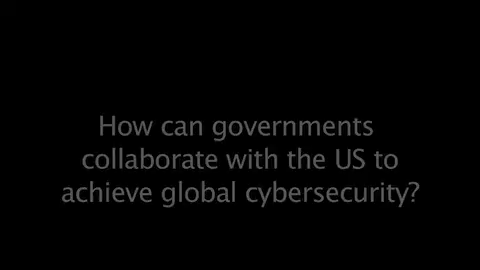 How can governments
collaborate with the US to
achieve global cybersecurity?